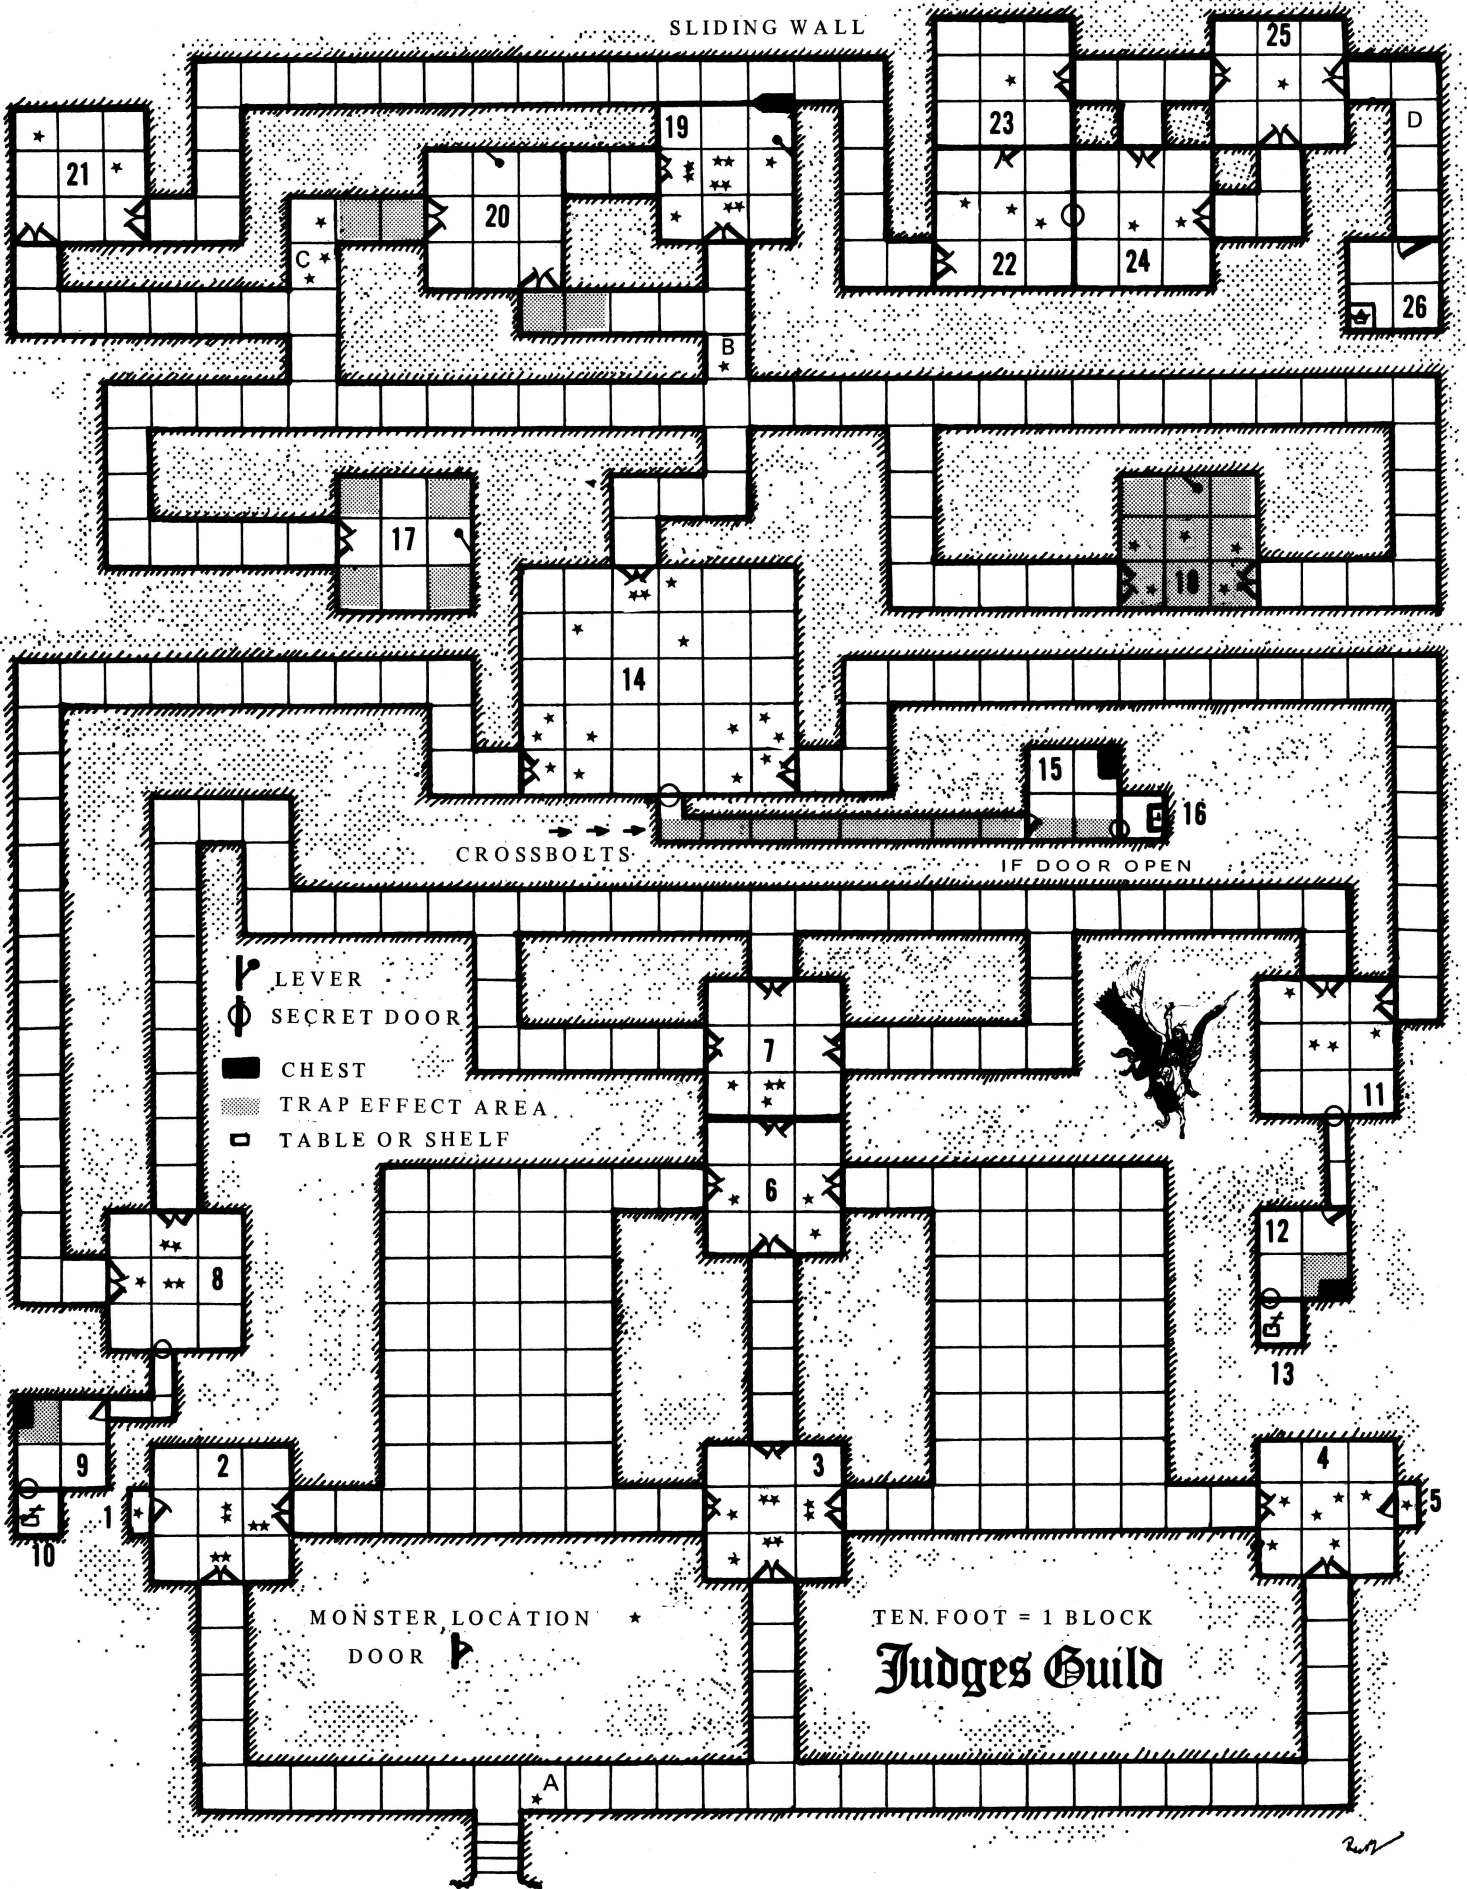 SLIDING WALL
25
23
19
D
21
20
C
22
24
26
B
17
18
14
15
16
CROSSBOLTS
IF DOOR OPEN
LEVER
SECRET DOOR
CHEST
TRAP EFFECT AREA
TABLE OR SHELF
7
11
6
12
8
13
9
2
3
4
1
5
10
MONSTER LOCATION
DOOR
TEN FOOT = 1 BLOCK
Judges Guild
A